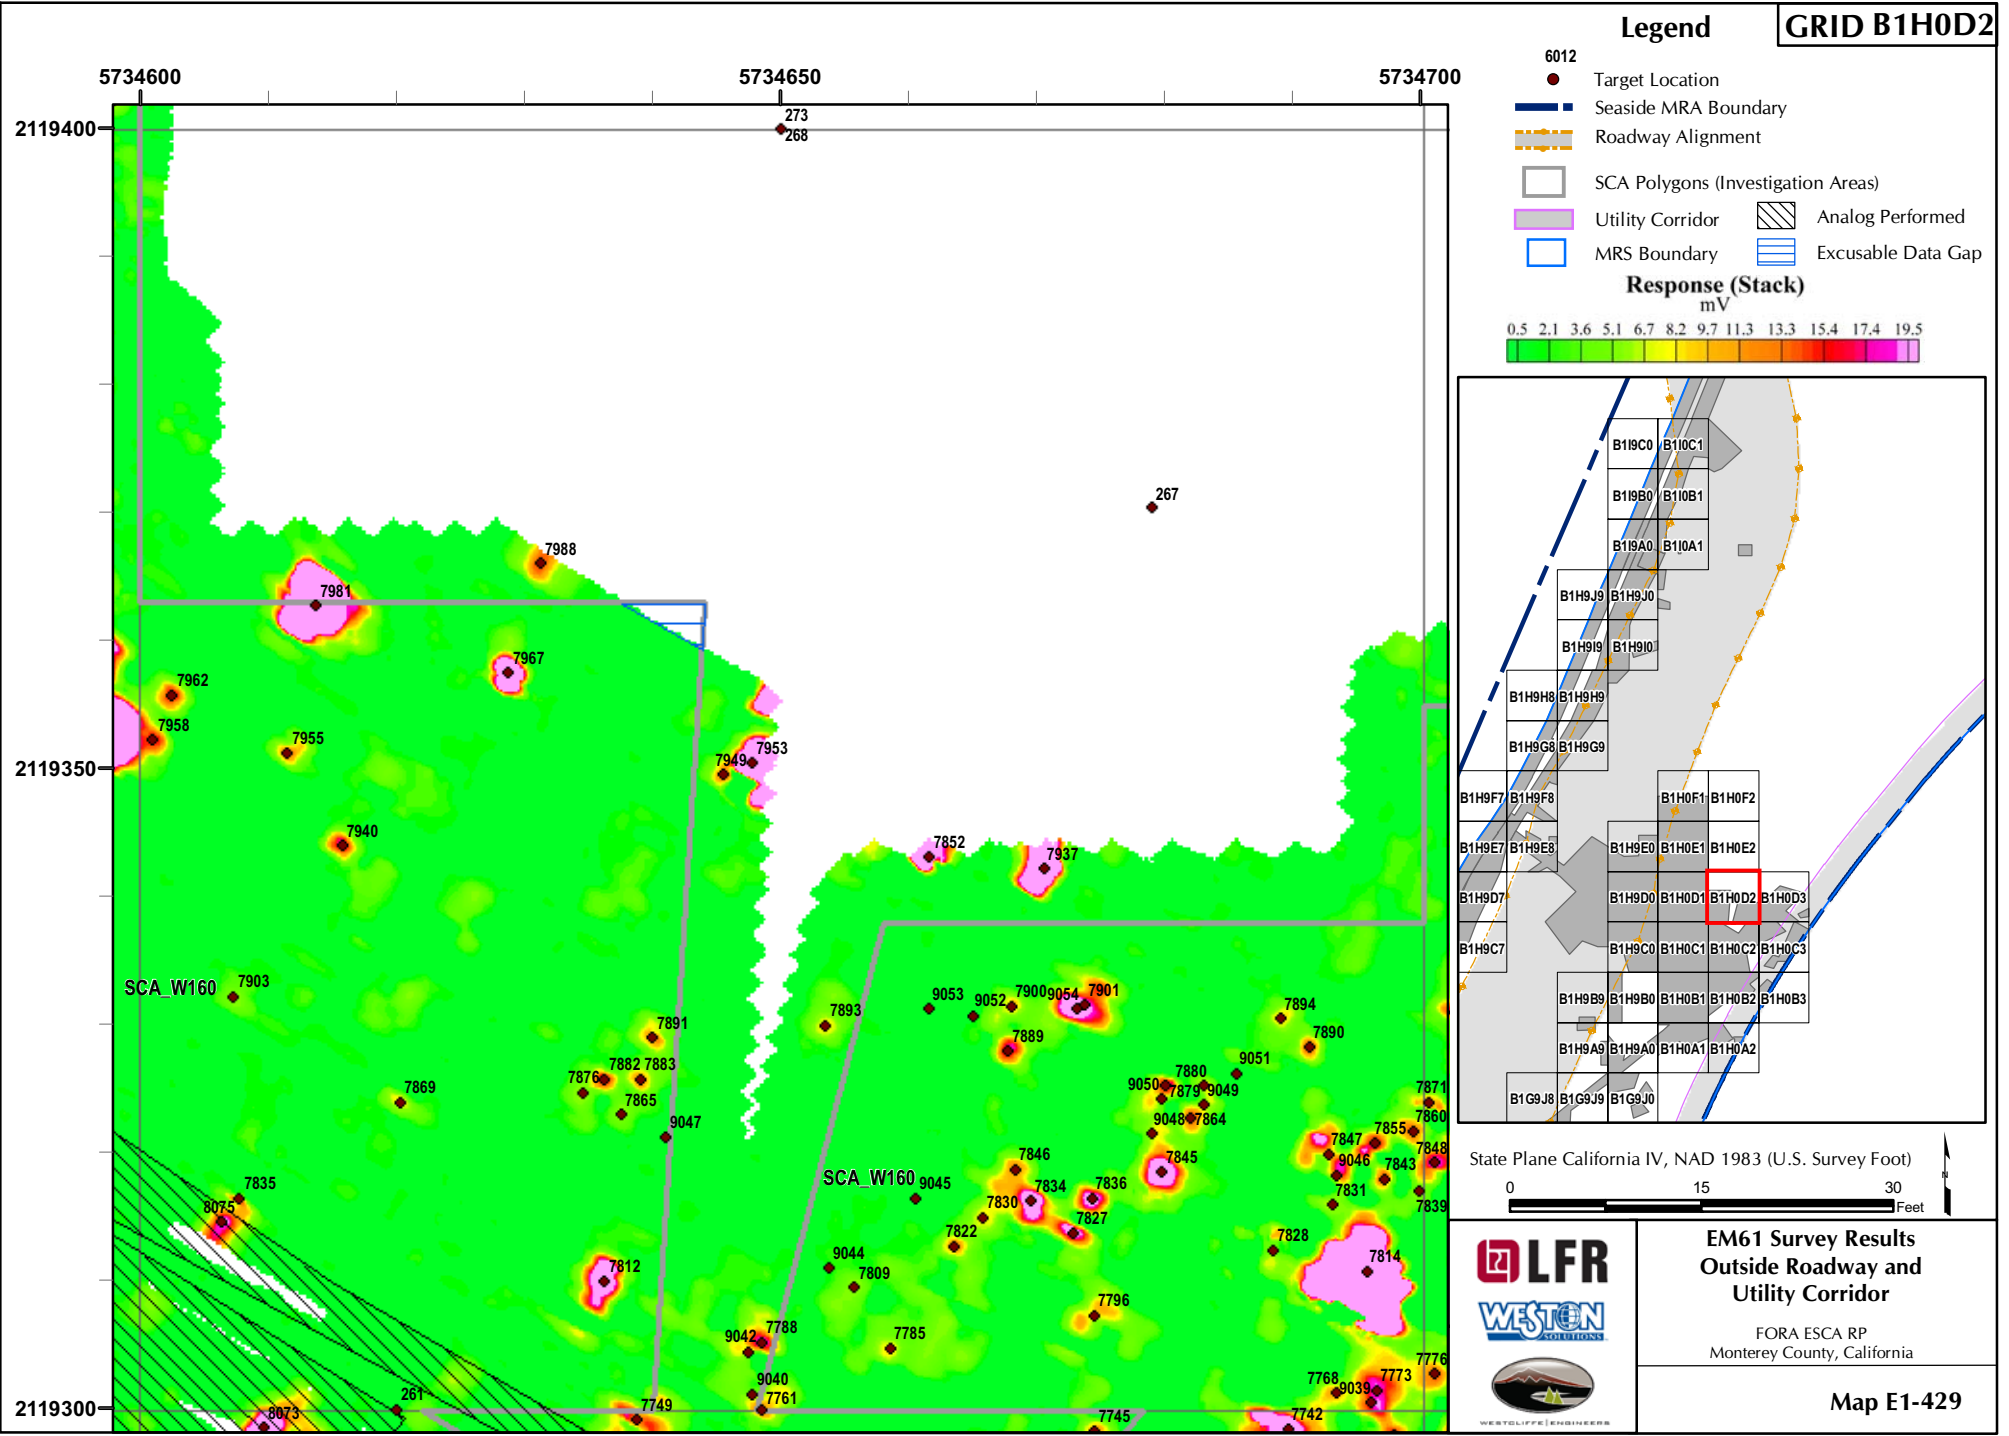 Legend
GRID B1H0D2
6012
Target Location
Seaside MRA Boundary
Roadway Alignment
SCA Polygons (Investigation Areas)
Utility Corridor
Analog Performed
MRS Boundary
Excusable Data Gap
Response (Stack)
mV
0.5 2.1 3.6 5.1 6.7 8.2 9.7 11.3 13.3 15.4 17.4 19.5
5734600 5734650 5734700
2119400
273
268
267
7988
7981
7967
7962
7958
7955
7953
7949
2119350
7940
7852
7937
7903
SCA_W160
7893
9053
9052
7900
9054
7901
7894
7891
7889
7890
7882
7883
7876
7880
9051
9050
7879
9049
7869
7865
7871
9048
7864
7860
9047
7855
7847
7848
7846
7845
9046
7843
SCA_W160
7835
8075
9045
7834
7836
7830
7831
7839
7827
7822
7828
7812
9044
7809
7814
7796
7788
9042
7785
7776
9040
7761
7768
9039
7773
261
7749
2119300
8073
7745
7742
B1I9C0 B1I0C1
B1I9B0 B1I0B1
B1I9A0 B1I0A1
B1H9J9 B1H9J0
B1H9I9 B1H9I0
B1H9H8 B1H9H9
B1H9G8 B1H9G9
B1H9F7 B1H9F8 B1H0F1 B1H0F2
B1H9E7 B1H9E8 B1H9E0 B1H0E1 B1H0E2
B1H9D7 B1H9D0 B1H0D1 B1H0D2 B1H0D3
B1H9C7 B1H9C0 B1H0C1 B1H0C2 B1H0C3
B1H9B9 B1H9B0 B1H0B1 B1H0B2 B1H0B3
B1H9A9 B1H9A0 B1H0A1 B1H0A2
B1G9J8 B1G9J9 B1G9J0
State Plane California IV, NAD 1983 (U.S. Survey Foot)
N
0 15 30
Feet
LFR
WESTON
SOLUTIONS
WESTCLIFFE ENGINEERS
EM61 Survey Results
Outside Roadway and
Utility Corridor
FORA ESCA RP
Monterey County, California
Map E1-429